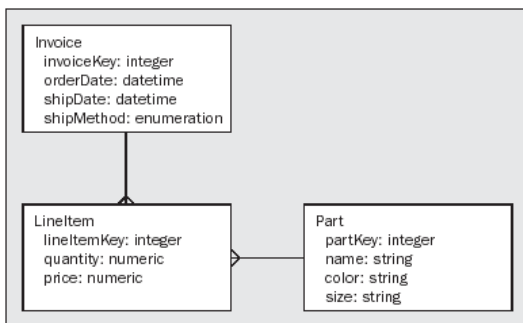 Invoice
invoiceKey: integer
orderDate: datetime
shipDate: datetime
shipMethod: enumeration
LineItem
lineItemKey: integer
quantity: numeric
price: numeric
Part
partKey: integer
name: string
color: string
size: string